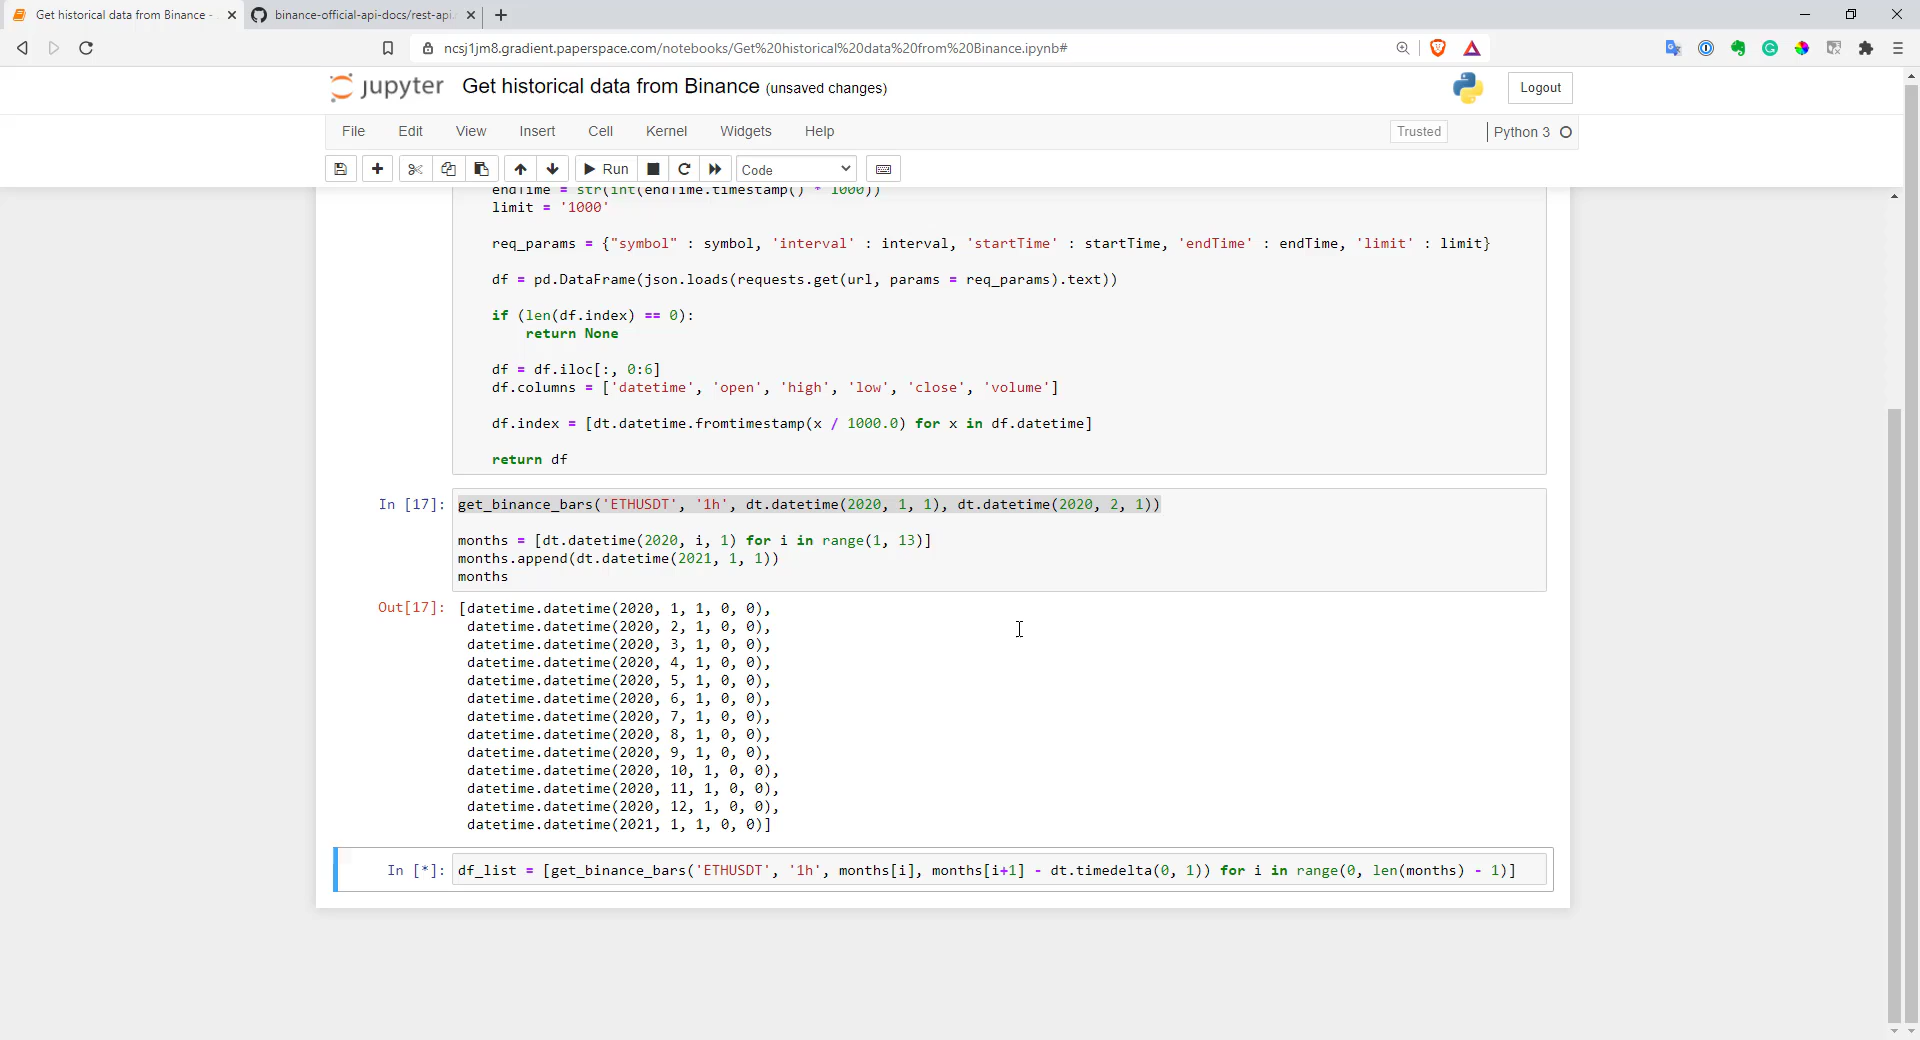 Get historical data from Binance -
binance-official-api-docs/rest-api.
ncsj1jm8.gradient.paperspace.com/notebooks/Get%20historical%20data%20from%20Binance.ipynb#
jupyter Get historical data from Binance (unsaved changes)
Logout
File Edit View Insert Cell Kernel Widgets Help
Trusted
Python 3
Run
Code
endTime = str(int(endTime.timestamp() * 1000))
limit = '1000'
req_params = {"symbol" : symbol, 'interval' : interval, 'startTime' : startTime, 'endTime' : endTime, 'limit' : limit}
df = pd.DataFrame(json.loads(requests.get(url, params = req_params).text))
if (len(df.index) == 0):
return None
df = df.iloc[:, 0:6]
df.columns = ['datetime', 'open', 'high', 'low', 'close', 'volume']
df.index = [dt.datetime.fromtimestamp(x / 1000.0) for x in df.datetime]
return df
In [17]: get_binance_bars('ETHUSDT', '1h', dt.datetime(2020, 1, 1), dt.datetime(2020, 2, 1))
months = [dt.datetime(2020, i, 1) for i in range(1, 13)]
months.append(dt.datetime(2021, 1, 1))
months
Out[17]: [datetime.datetime(2020, 1, 1, 0, 0),
datetime.datetime(2020, 2, 1, 0, 0),
datetime.datetime(2020, 3, 1, 0, 0),
datetime.datetime(2020, 4, 1, 0, 0),
datetime.datetime(2020, 5, 1, 0, 0),
datetime.datetime(2020, 6, 1, 0, 0),
datetime.datetime(2020, 7, 1, 0, 0),
datetime.datetime(2020, 8, 1, 0, 0),
datetime.datetime(2020, 9, 1, 0, 0),
datetime.datetime(2020, 10, 1, 0, 0),
datetime.datetime(2020, 11, 1, 0, 0),
datetime.datetime(2020, 12, 1, 0, 0),
datetime.datetime(2021, 1, 1, 0, 0)]
In [*]: df_list = [get_binance_bars('ETHUSDT', '1h', months[i], months[i+1] - dt.timedelta(0, 1)) for i in range(0, len(months) - 1)]